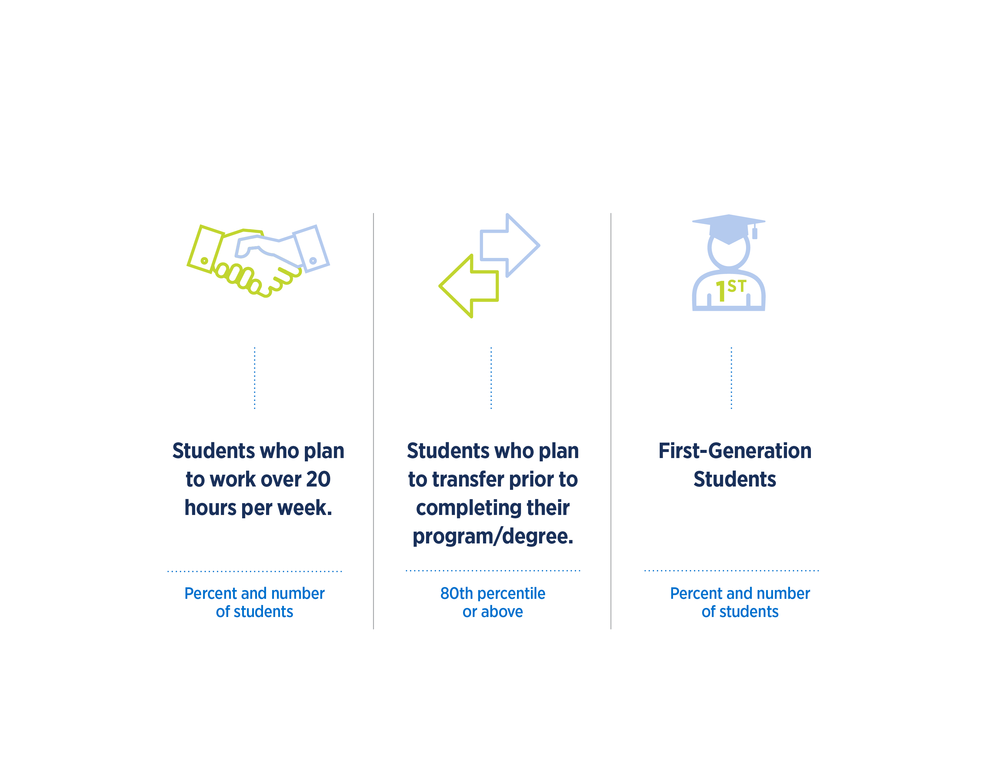 1ST
Students who plan
to work over 20
hours per week.
Percent and number
of students
Students who plan
to transfer prior to
completing their
program/degree.
80th percentile
or above
First-Generation
Students
Percent and number
of students